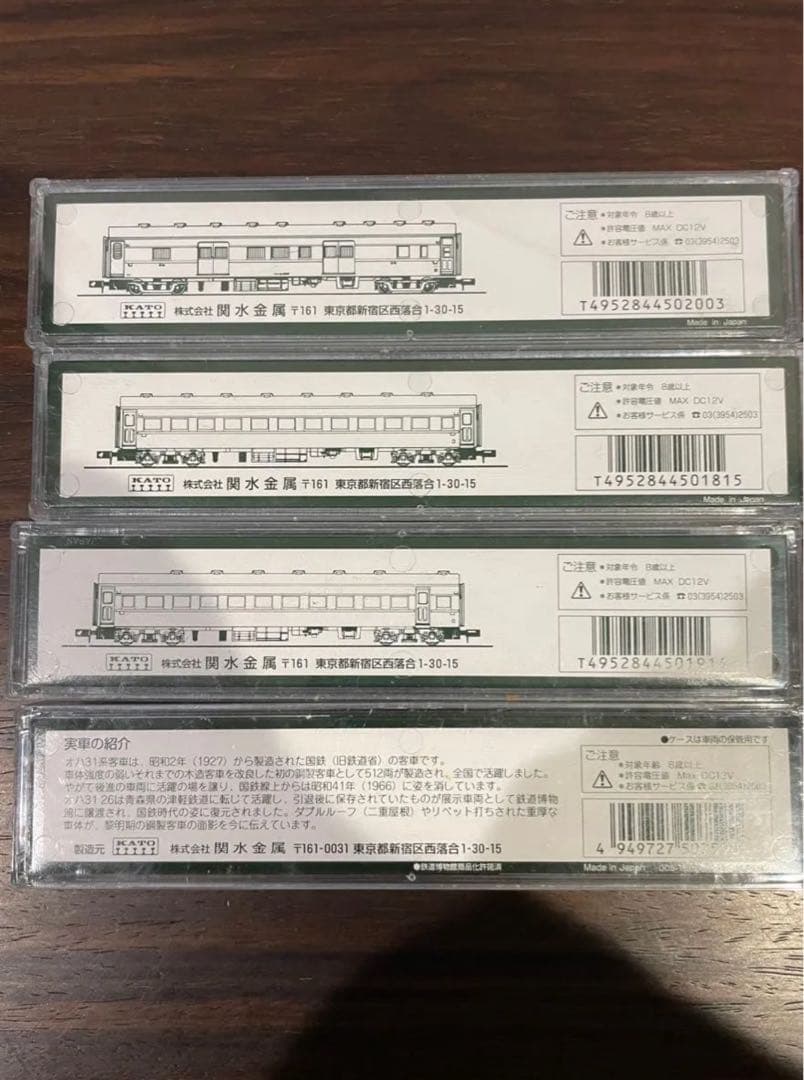 ご注意 ●対象年令 8歳以上
●許容電圧値 MAX DC12V
●お客様サービス係 ☎03(3954)2503
T4952844502003
KATO 株式会社 関水金属 〒161 東京都新宿区西落合1-30-15
Made in Japan
ご注意 ●対象年令 8歳以上
●許容電圧値 MAX DC12V
●お客様サービス係 ☎03(3954)2503
T4952844501815
KATO 株式会社 関水金属 〒161 東京都新宿区西落合1-30-15
Made in Japan
JAPAN
ご注意 ●対象年令 8歳以上
●許容電圧値 MAX DC12V
●お客様サービス係 ☎03(3954)2503
KATO 株式会社 関水金属 〒161 東京都新宿区西落合1-30-15
実車の紹介
●ケースは車両の保管用です
オハ31系客車は、昭和2年（1927）から製造された国鉄（旧鉄道省）の客車です。
車体強度の弱いそれまでの木造客車を改良した初の鋼製客車として512両が製造され、全国で活躍しました。
やがて後進の車両に活躍の場を譲り、国鉄線上からは昭和41年（1966）に姿を消しています。
オハ31 26は青森県の津軽鉄道に転じて活躍し、引退後に保存されていたものが展示車両として鉄道博物
館に譲渡され、国鉄時代の姿に復元されました。ダブルルーフ（二重屋根）やリベット打ちされた重厚な
車体が、黎明期の鋼製客車の面影を今に伝えています。
ご注意 ●対象年齢 8歳以上
●許容電圧値 Max DC12V
●お客様サービス係
4 949727
製造元 KATO 株式会社 関水金属 〒161-0031 東京都新宿区西落合1-30-15
●鉄道博物館商品化許諾済
Made in Japan